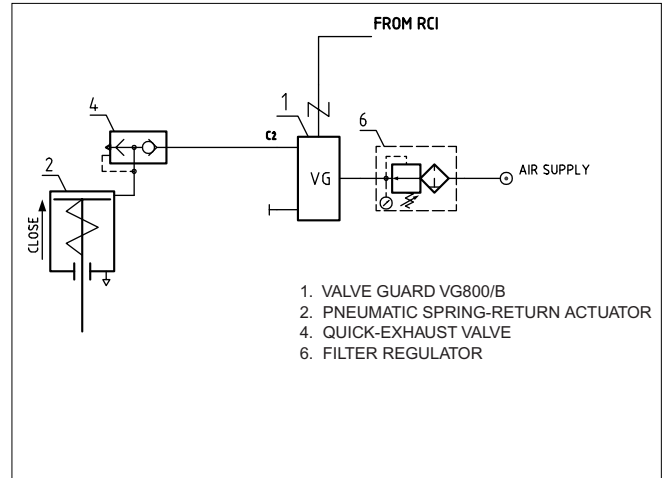 FROM RCI
4
1
6
C2
2
VG
AIR SUPPLY
CLOSE
1. VALVE GUARD VG800/B
2. PNEUMATIC SPRING-RETURN ACTUATOR
4. QUICK-EXHAUST VALVE
6. FILTER REGULATOR